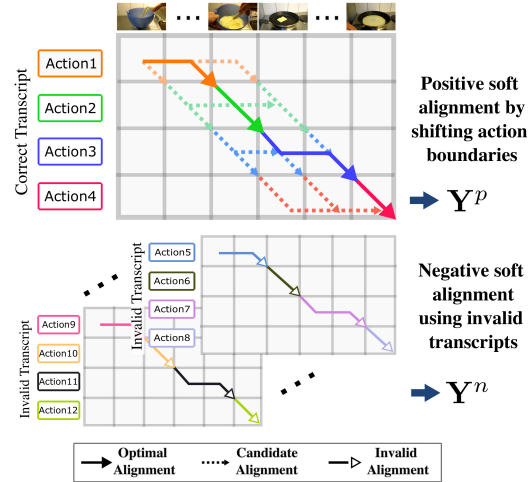 Correct Transcript
Action1
Action2
Action3
Action4
Positive soft
alignment by
shifting action
boundaries
Y^p
Invalid Transcript
Action5
Action6
Action7
Action8
Invalid Transcript
Action9
Action10
Action11
Action12
Negative soft
alignment
using invalid
transcripts
Y^n
Optimal
Alignment
Candidate
Alignment
Invalid
Alignment